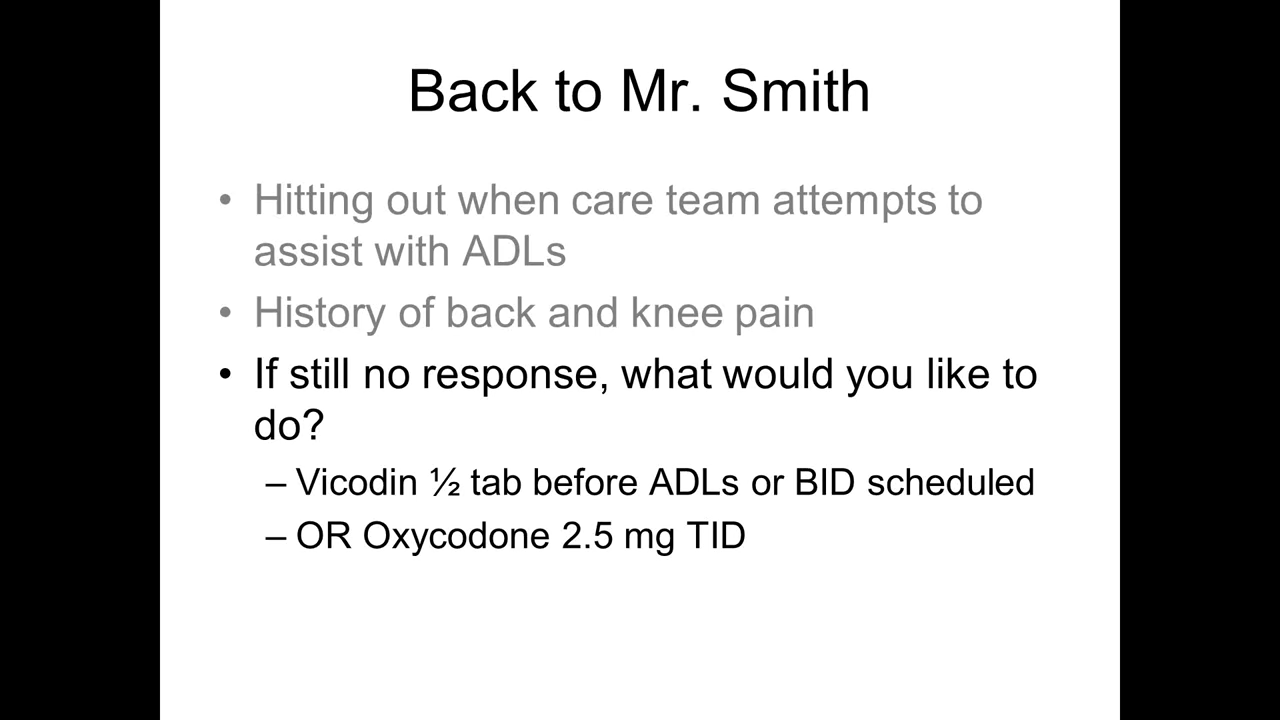 Back to Mr. Smith
• Hitting out when care team attempts to
assist with ADLs
• History of back and knee pain
• If still no response, what would you like to
do?
– Vicodin ½ tab before ADLs or BID scheduled
– OR Oxycodone 2.5 mg TID